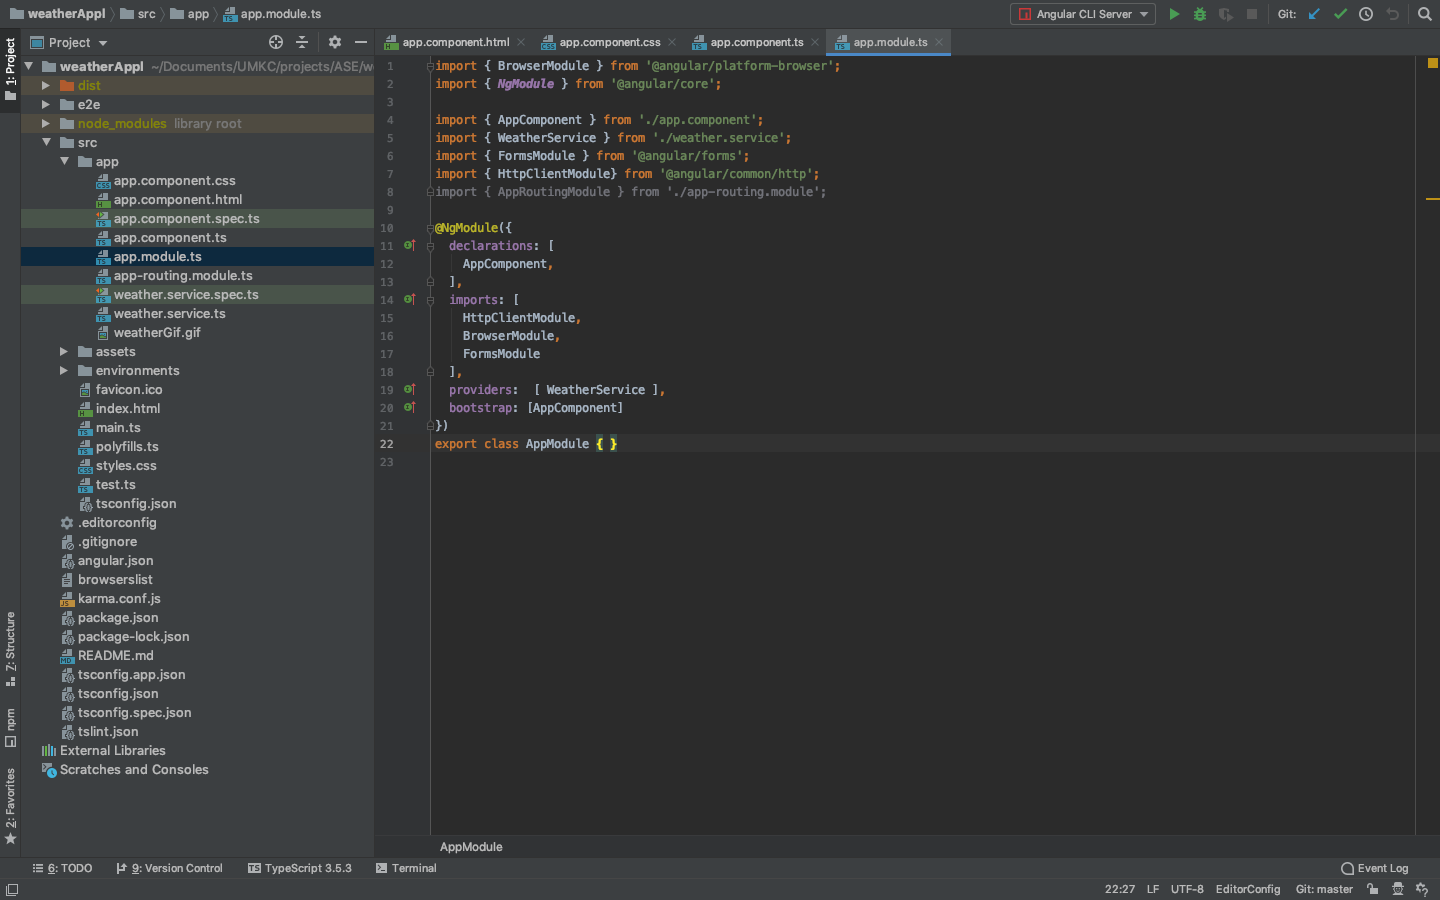 weatherAppl src app app.module.ts Angular CLI Server Git:
Project app.component.html app.component.css app.component.ts app.module.ts
1: Project
weatherAppl ~/Documents/UMKC/projects/ASE/we
dist
e2e
node_modules library root
src
app
app.component.css
app.component.html
app.component.spec.ts
app.component.ts
app.module.ts
app-routing.module.ts
weather.service.spec.ts
weather.service.ts
weatherGif.gif
assets
environments
favicon.ico
index.html
main.ts
polyfills.ts
styles.css
test.ts
tsconfig.json
.editorconfig
.gitignore
angular.json
browserslist
karma.conf.js
package.json
package-lock.json
README.md
tsconfig.app.json
tsconfig.json
tsconfig.spec.json
tslint.json
External Libraries
Scratches and Consoles
7: Structure
npm
2: Favorites
1 import { BrowserModule } from '@angular/platform-browser';
2 import { NgModule } from '@angular/core';
3
4 import { AppComponent } from './app.component';
5 import { WeatherService } from './weather.service';
6 import { FormsModule } from '@angular/forms';
7 import { HttpClientModule} from '@angular/common/http';
8 import { AppRoutingModule } from './app-routing.module';
9
10 @NgModule({
11 declarations: [
12 AppComponent,
13 ],
14 imports: [
15 HttpClientModule,
16 BrowserModule,
17 FormsModule
18 ],
19 providers: [ WeatherService ],
20 bootstrap: [AppComponent]
21 })
22 export class AppModule { }
23
AppModule
6: TODO 9: Version Control TypeScript 3.5.3 Terminal Event Log
22:27 LF UTF-8 EditorConfig Git: master